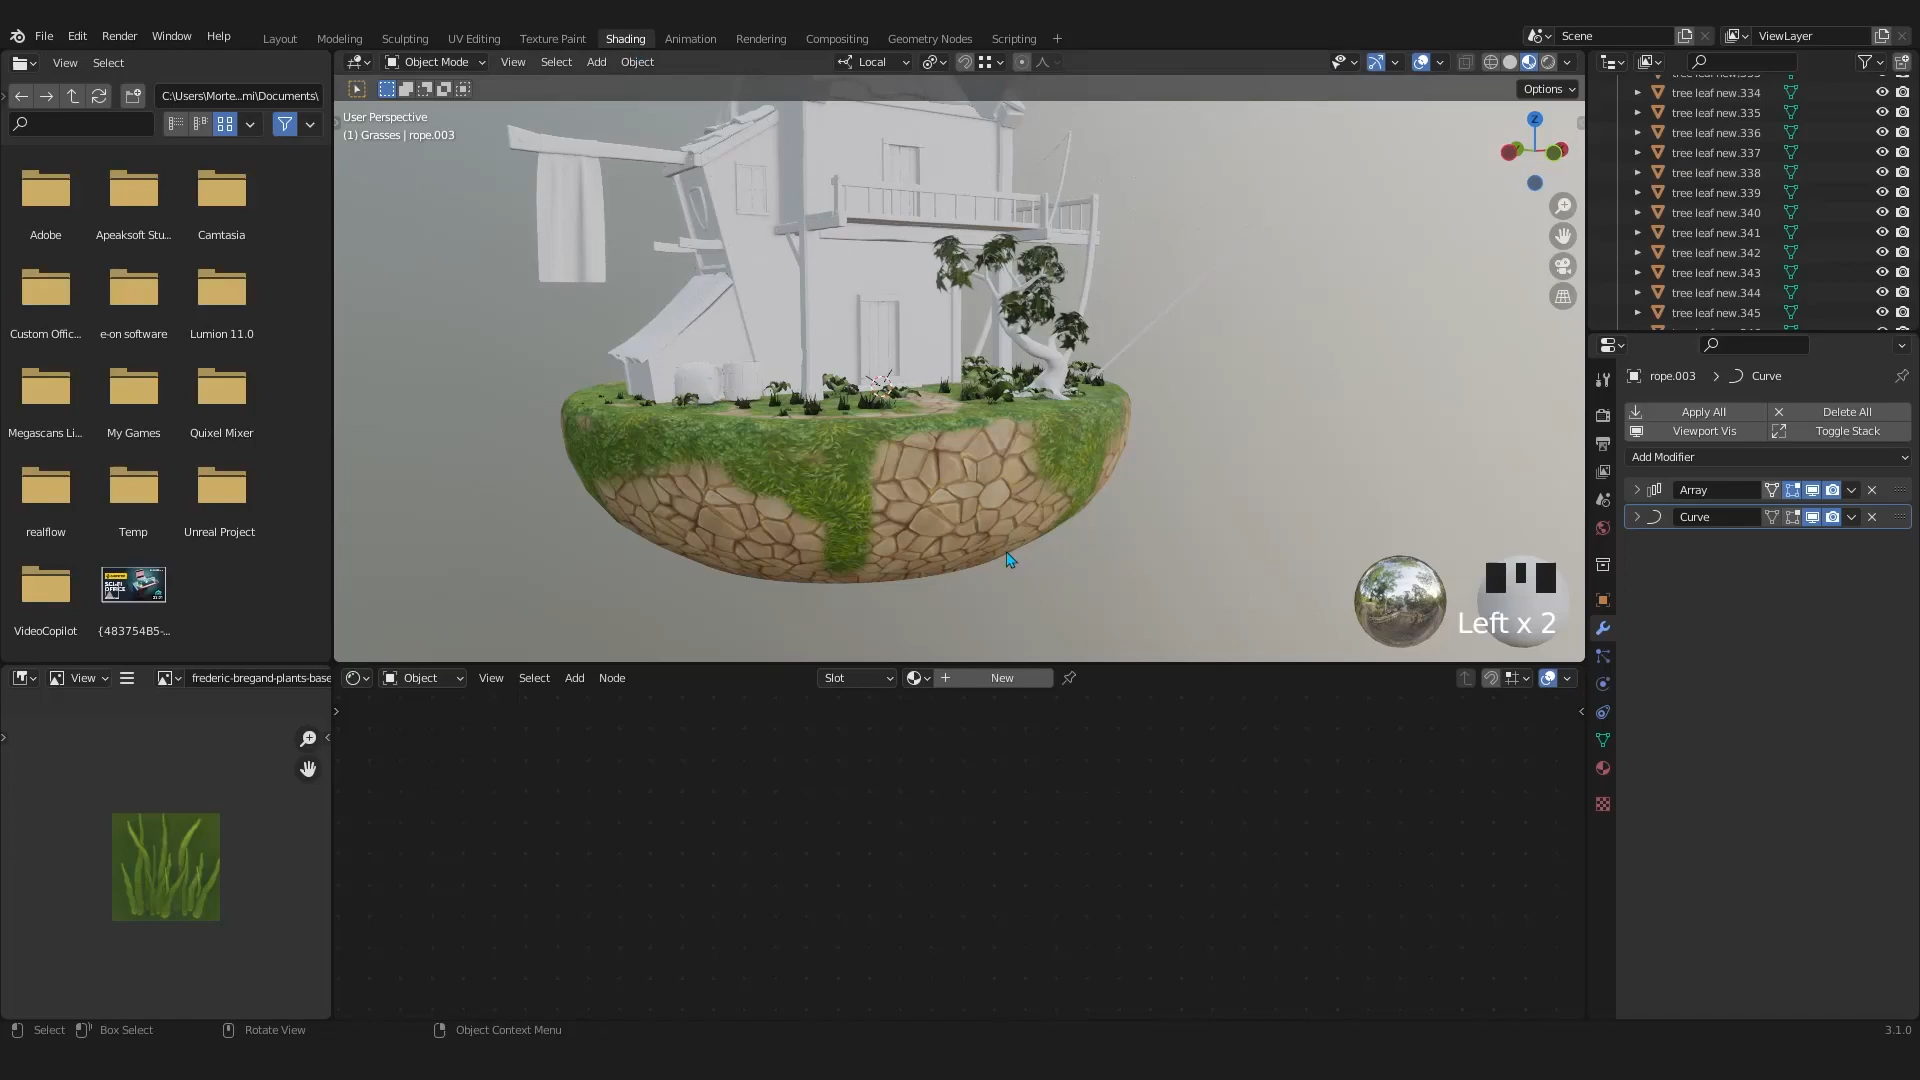 File Edit Render Window Help
Layout Modeling Sculpting UV Editing Texture Paint Shading Animation Rendering Compositing Geometry Nodes Scripting
Scene
ViewLayer
View Select
C:\Users\Morte...mi\Documents\
Object Mode View Select Add Object
Local
Options
User Perspective
(1) Grasses | rope.003
Z
Adobe
Apeaksoft Stu...
Camtasia
Custom Offic...
e-on software
Lumion 11.0
Megascans Li...
My Games
Quixel Mixer
realflow
Temp
Unreal Project
VideoCopilot
{483754B5-...
Left x 2
tree leaf new.334
tree leaf new.336
tree leaf new.336
tree leaf new.337
tree leaf new.338
tree leaf new.339
tree leaf new.340
tree leaf new.341
tree leaf new.342
tree leaf new.343
tree leaf new.344
tree leaf new.345
rope.003 Curve
Apply All
Delete All
Viewport Vis
Toggle Stack
Add Modifier
Array
Curve
View
frederic-bregand-plants-base
Object View Select Add Node
Slot
New
Select Box Select Rotate View Object Context Menu
3.1.0